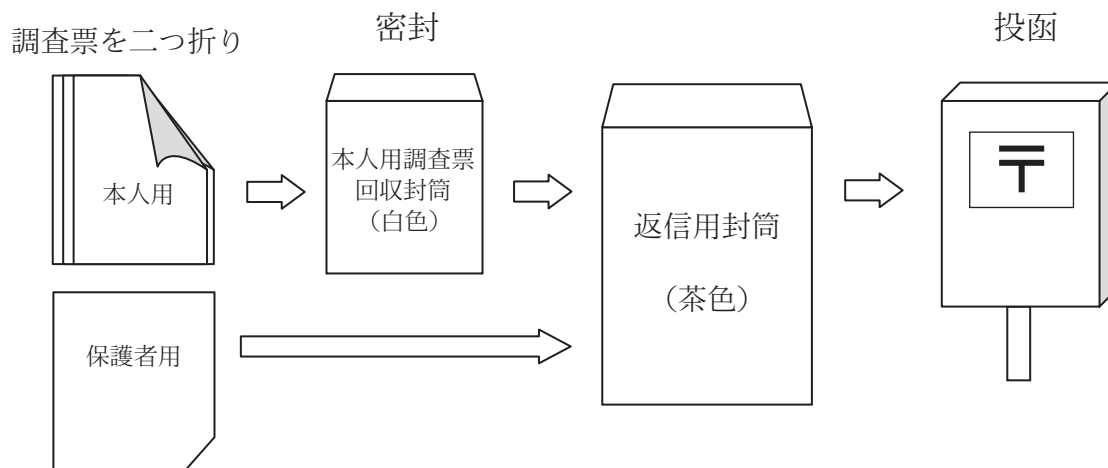 調査票を二つ折り
密封
投函
本人用
本人用調査票
回収封筒
（白色）
返信用封筒
（茶色）
〒
保護者用